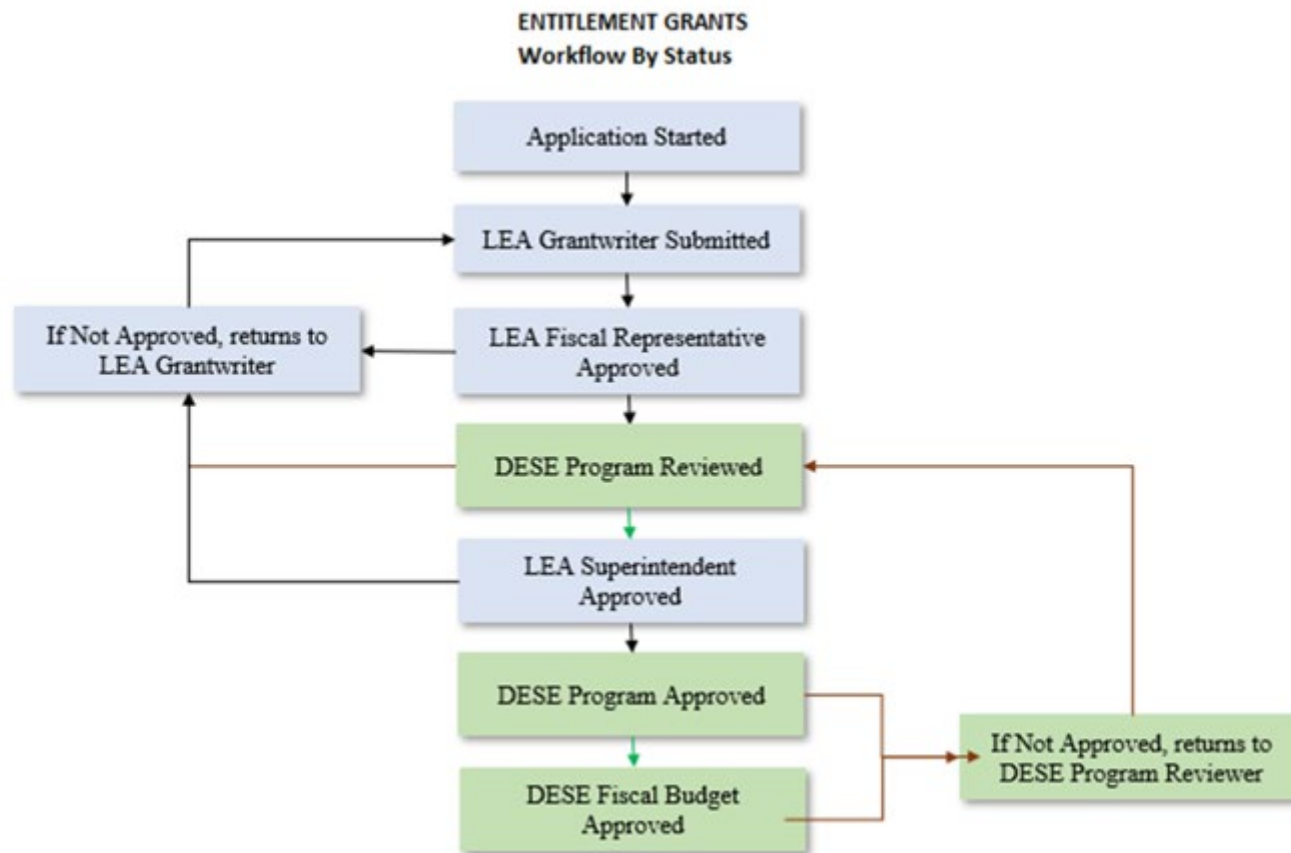 ENTITLEMENT GRANTS
Workflow By Status
Application Started
LEA Grantwriter Submitted
If Not Approved, returns to
LEA Grantwriter
LEA Fiscal Representative
Approved
DESE Program Reviewed
LEA Superintendent
Approved
DESE Program Approved
If Not Approved, returns to
DESE Program Reviewer
DESE Fiscal Budget
Approved